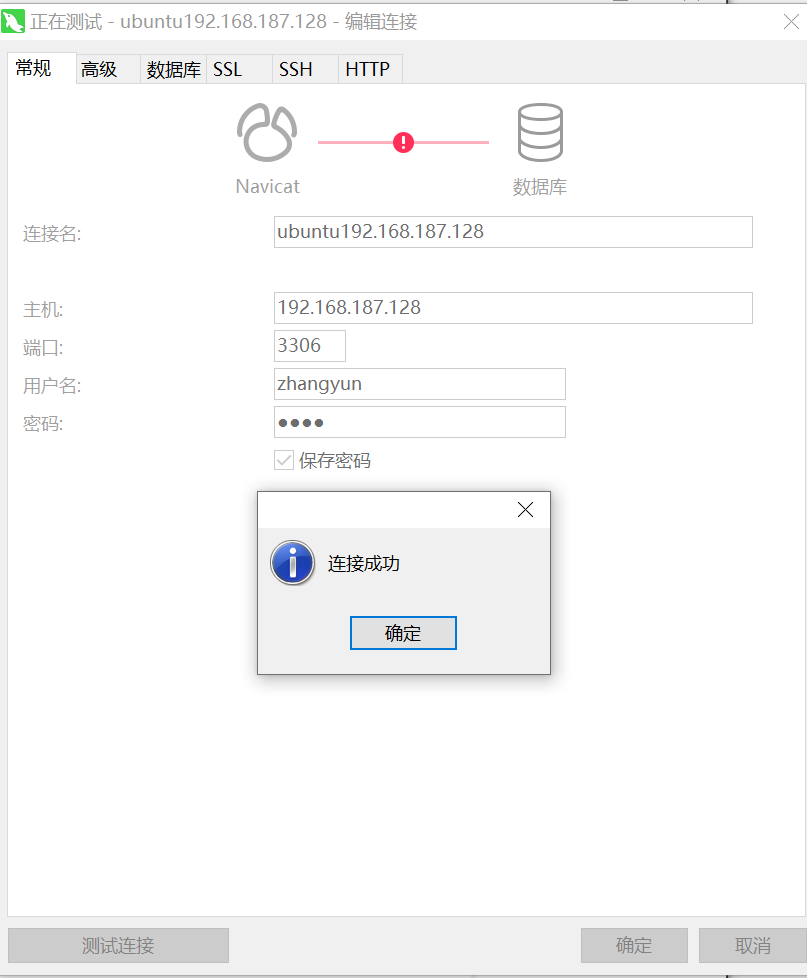 正在测试 - ubuntu192.168.187.128 - 编辑连接
常规 高级 数据库 SSL SSH HTTP
Navicat 数据库
连接名: ubuntu192.168.187.128
主机: 192.168.187.128
端口: 3306
用户名: zhangyun
密码: ●●●●
保存密码
连接成功
确定
测试连接 确定 取消